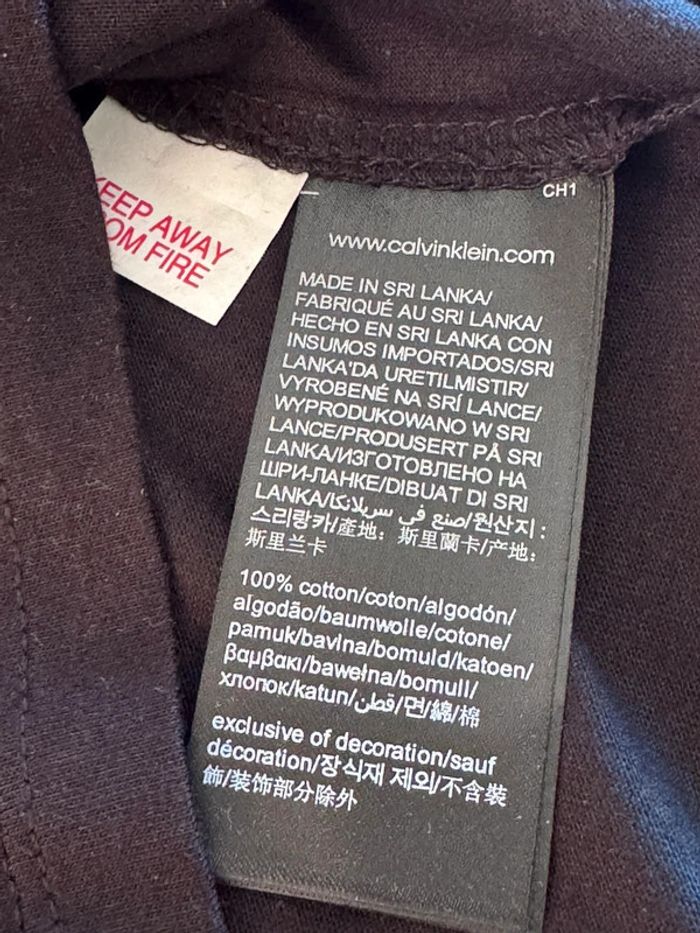 KEEP AWAY
FROM FIRE
CH1
www.calvinklein.com
MADE IN SRI LANKA/
FABRIQUÉ AU SRI LANKA/
HECHO EN SRI LANKA CON
INSUMOS IMPORTADOS/SRI
LANKA'DA URETILMISTIR/
VYROBENÉ NA SRÍ LANCE/
WYPRODUKOWANO W SRI
LANCE/PRODUSERT PÅ SRI
LANKA/ИЗГОТОВЛЕНО НА
ШРИ-ЛАНКЕ/DIBUAT DI SRI
LANKA/صنع في سريلانكا/원산지:
스리랑카/產地: 斯里蘭卡/产地:
斯里兰卡
100% cotton/coton/algodón/
algodão/baumwolle/cotone/
pamuk/bavlna/bomuld/katoen/
βαμβακι/bawełna/bomull/
хлопок/katun/قطن/면/綿/棉
exclusive of decoration/sauf
décoration/장식재 제외/不含裝
飾/装饰部分除外